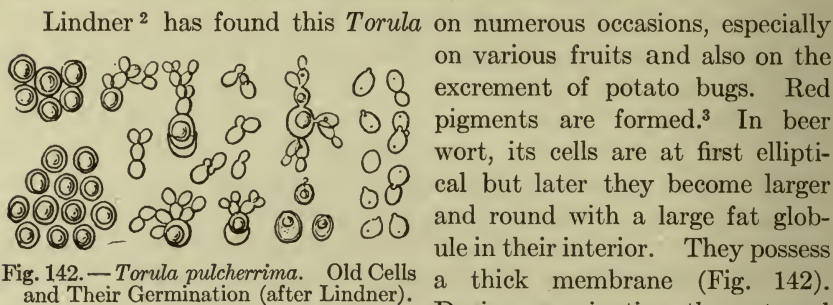 Lindner ² has found this Torula on numerous occasions, especially
on various fruits and also on the
excrement of potato bugs. Red
pigments are formed.³ In beer
wort, its cells are at first ellipti-
cal but later they become larger
and round with a large fat glob-
ule in their interior. They possess
a thick membrane (Fig. 142).
Fig. 142. — Torula pulcherrima. Old Cells
and Their Germination (after Lindner).